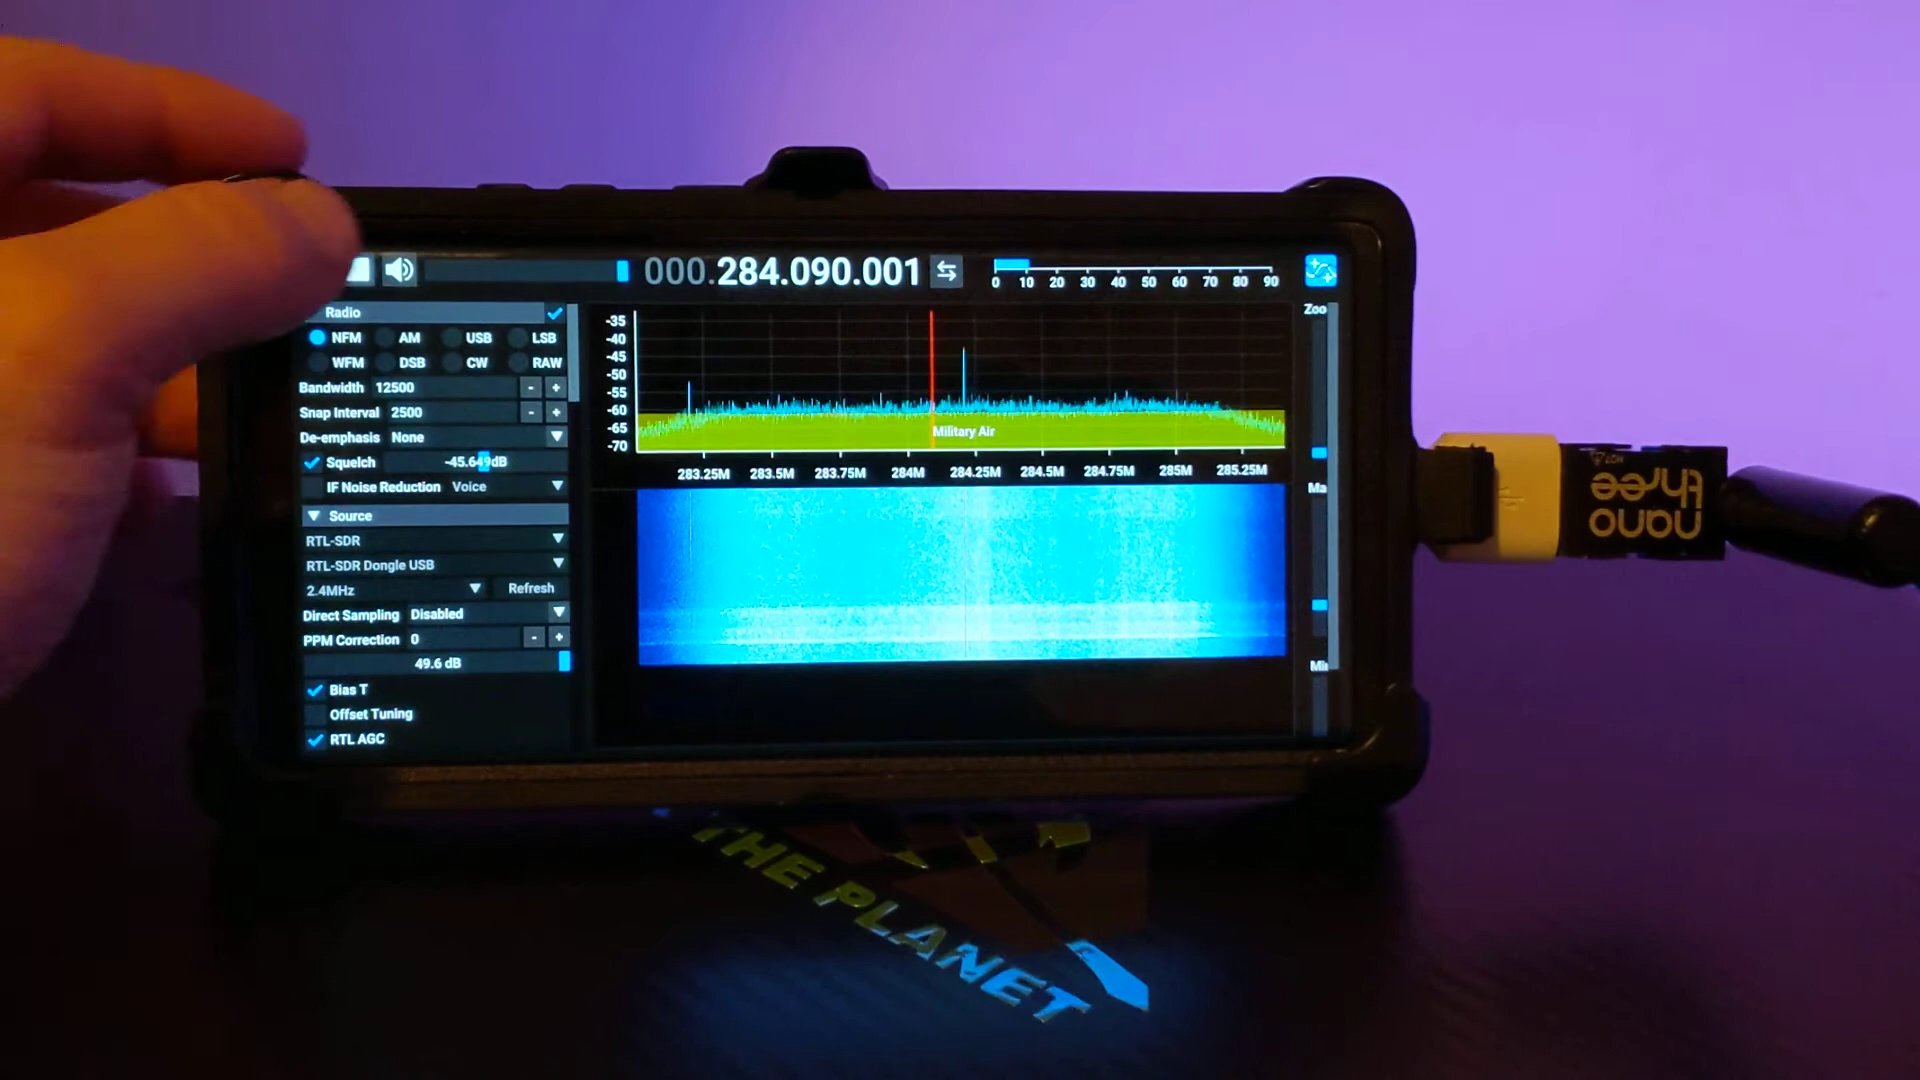 000.284.090.001
0 10 20 30 40 50 60 70 80 90
Radio
NFM AM USB LSB
WFM DSB CW RAW
Bandwidth 12500 - +
Snap Interval 2500 - +
De-emphasis None
Squelch -45.649dB
IF Noise Reduction Voice
Source
RTL-SDR
RTL-SDR Dongle USB
2.4MHz Refresh
Direct Sampling Disabled
PPM Correction 0 - +
49.6 dB
Bias T
Offset Tuning
RTL AGC
-35
-40
-45
-50
-55
-60
-65
-70
Military Air
283.25M 283.5M 283.75M 284M 284.25M 284.5M 284.75M 285M 285.25M
Zoo
Ma
Mi
nano
three
HOT
THE PLANET